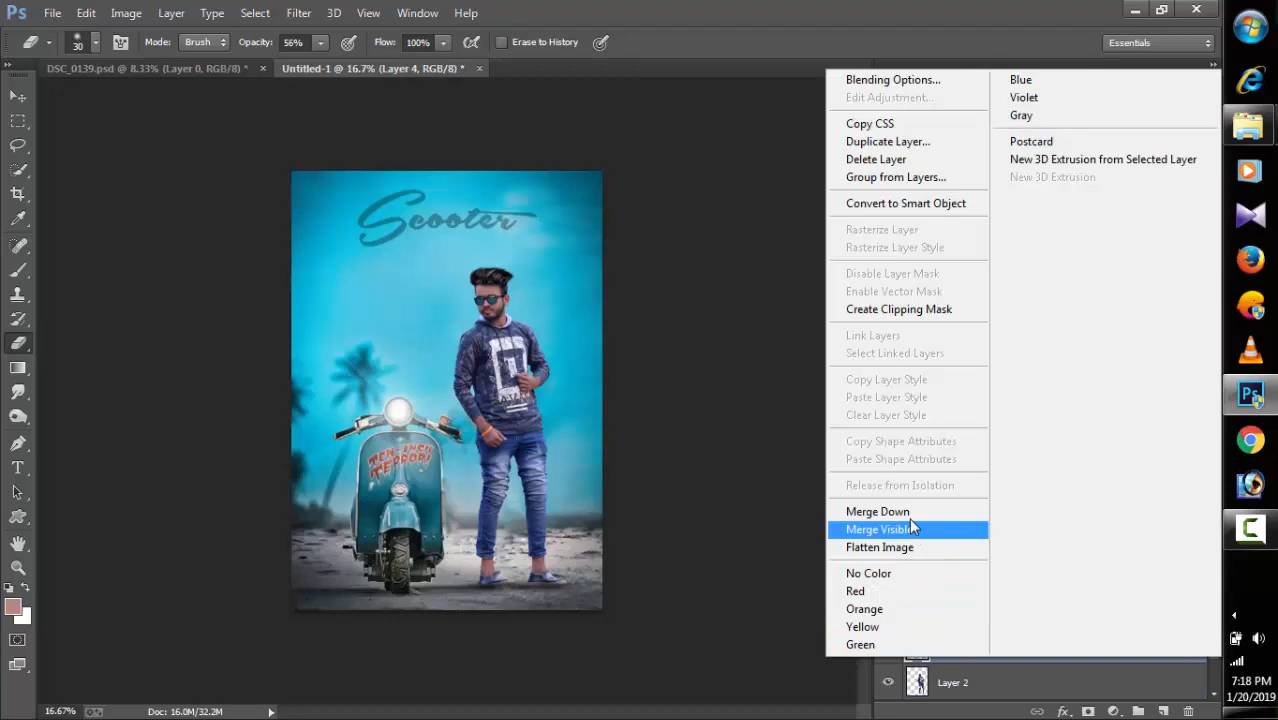 Ps File Edit Image Layer Type Select Filter 3D View Window Help
30 Mode: Brush Opacity: 56% Flow: 100% Erase to History Essentials
DSC_0139.psd @ 8.33% (Layer 0, RGB/8) * × Untitled-1 @ 16.7% (Layer 4, RGB/8) * ×
Blending Options...
Edit Adjustment...
Copy CSS
Duplicate Layer...
Delete Layer
Group from Layers...
Convert to Smart Object
Rasterize Layer
Rasterize Layer Style
Disable Layer Mask
Enable Vector Mask
Create Clipping Mask
Link Layers
Select Linked Layers
Copy Layer Style
Paste Layer Style
Clear Layer Style
Copy Shape Attributes
Paste Shape Attributes
Release from Isolation
Merge Down
Merge Visible
Flatten Image
No Color
Red
Orange
Yellow
Green
Blue
Violet
Gray
Postcard
New 3D Extrusion from Selected Layer
New 3D Extrusion
Scooter
TEN-INCH
Layer 2
16.67% Doc: 16.0M/32.2M
Ps
7:18 PM
1/20/2019